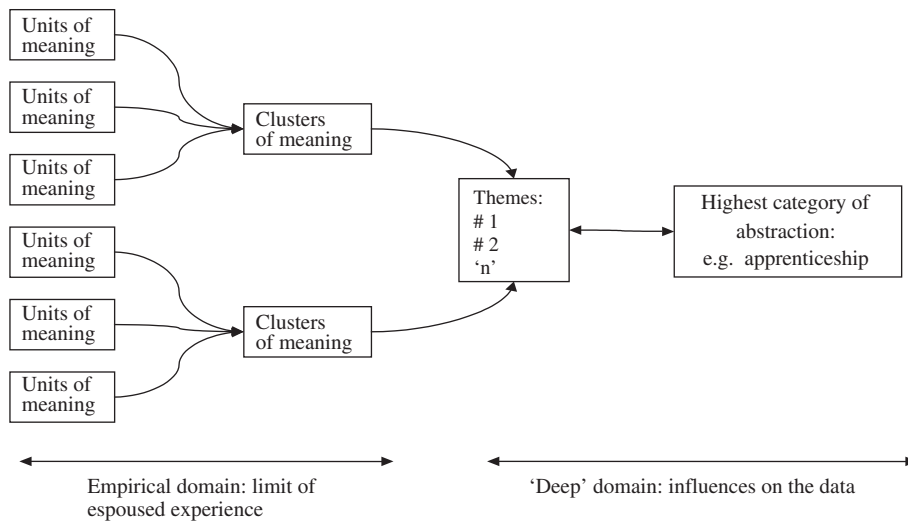 Units of
meaning
Units of
meaning
Units of
meaning
Clusters
of meaning
Units of
meaning
Units of
meaning
Units of
meaning
Clusters
of meaning
Themes:
# 1
# 2
‘n’
Highest category of
abstraction:
e.g. apprenticeship
Empirical domain: limit of
espoused experience
‘Deep’ domain: influences on the data